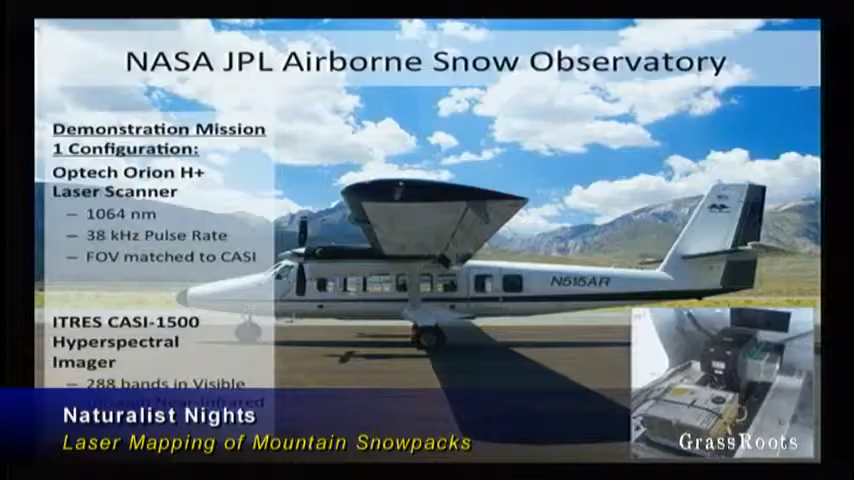 NASA JPL Airborne Snow Observatory
Demonstration Mission
1 Configuration:
Optech Orion H+
Laser Scanner
– 1064 nm
– 38 kHz Pulse Rate
– FOV matched to CASI
N515AR
ITRES CASI-1500
Hyperspectral
Imager
– 288 bands in Visible
through Near-Infrared
Naturalist Nights
Laser Mapping of Mountain Snowpacks
GrassRoots